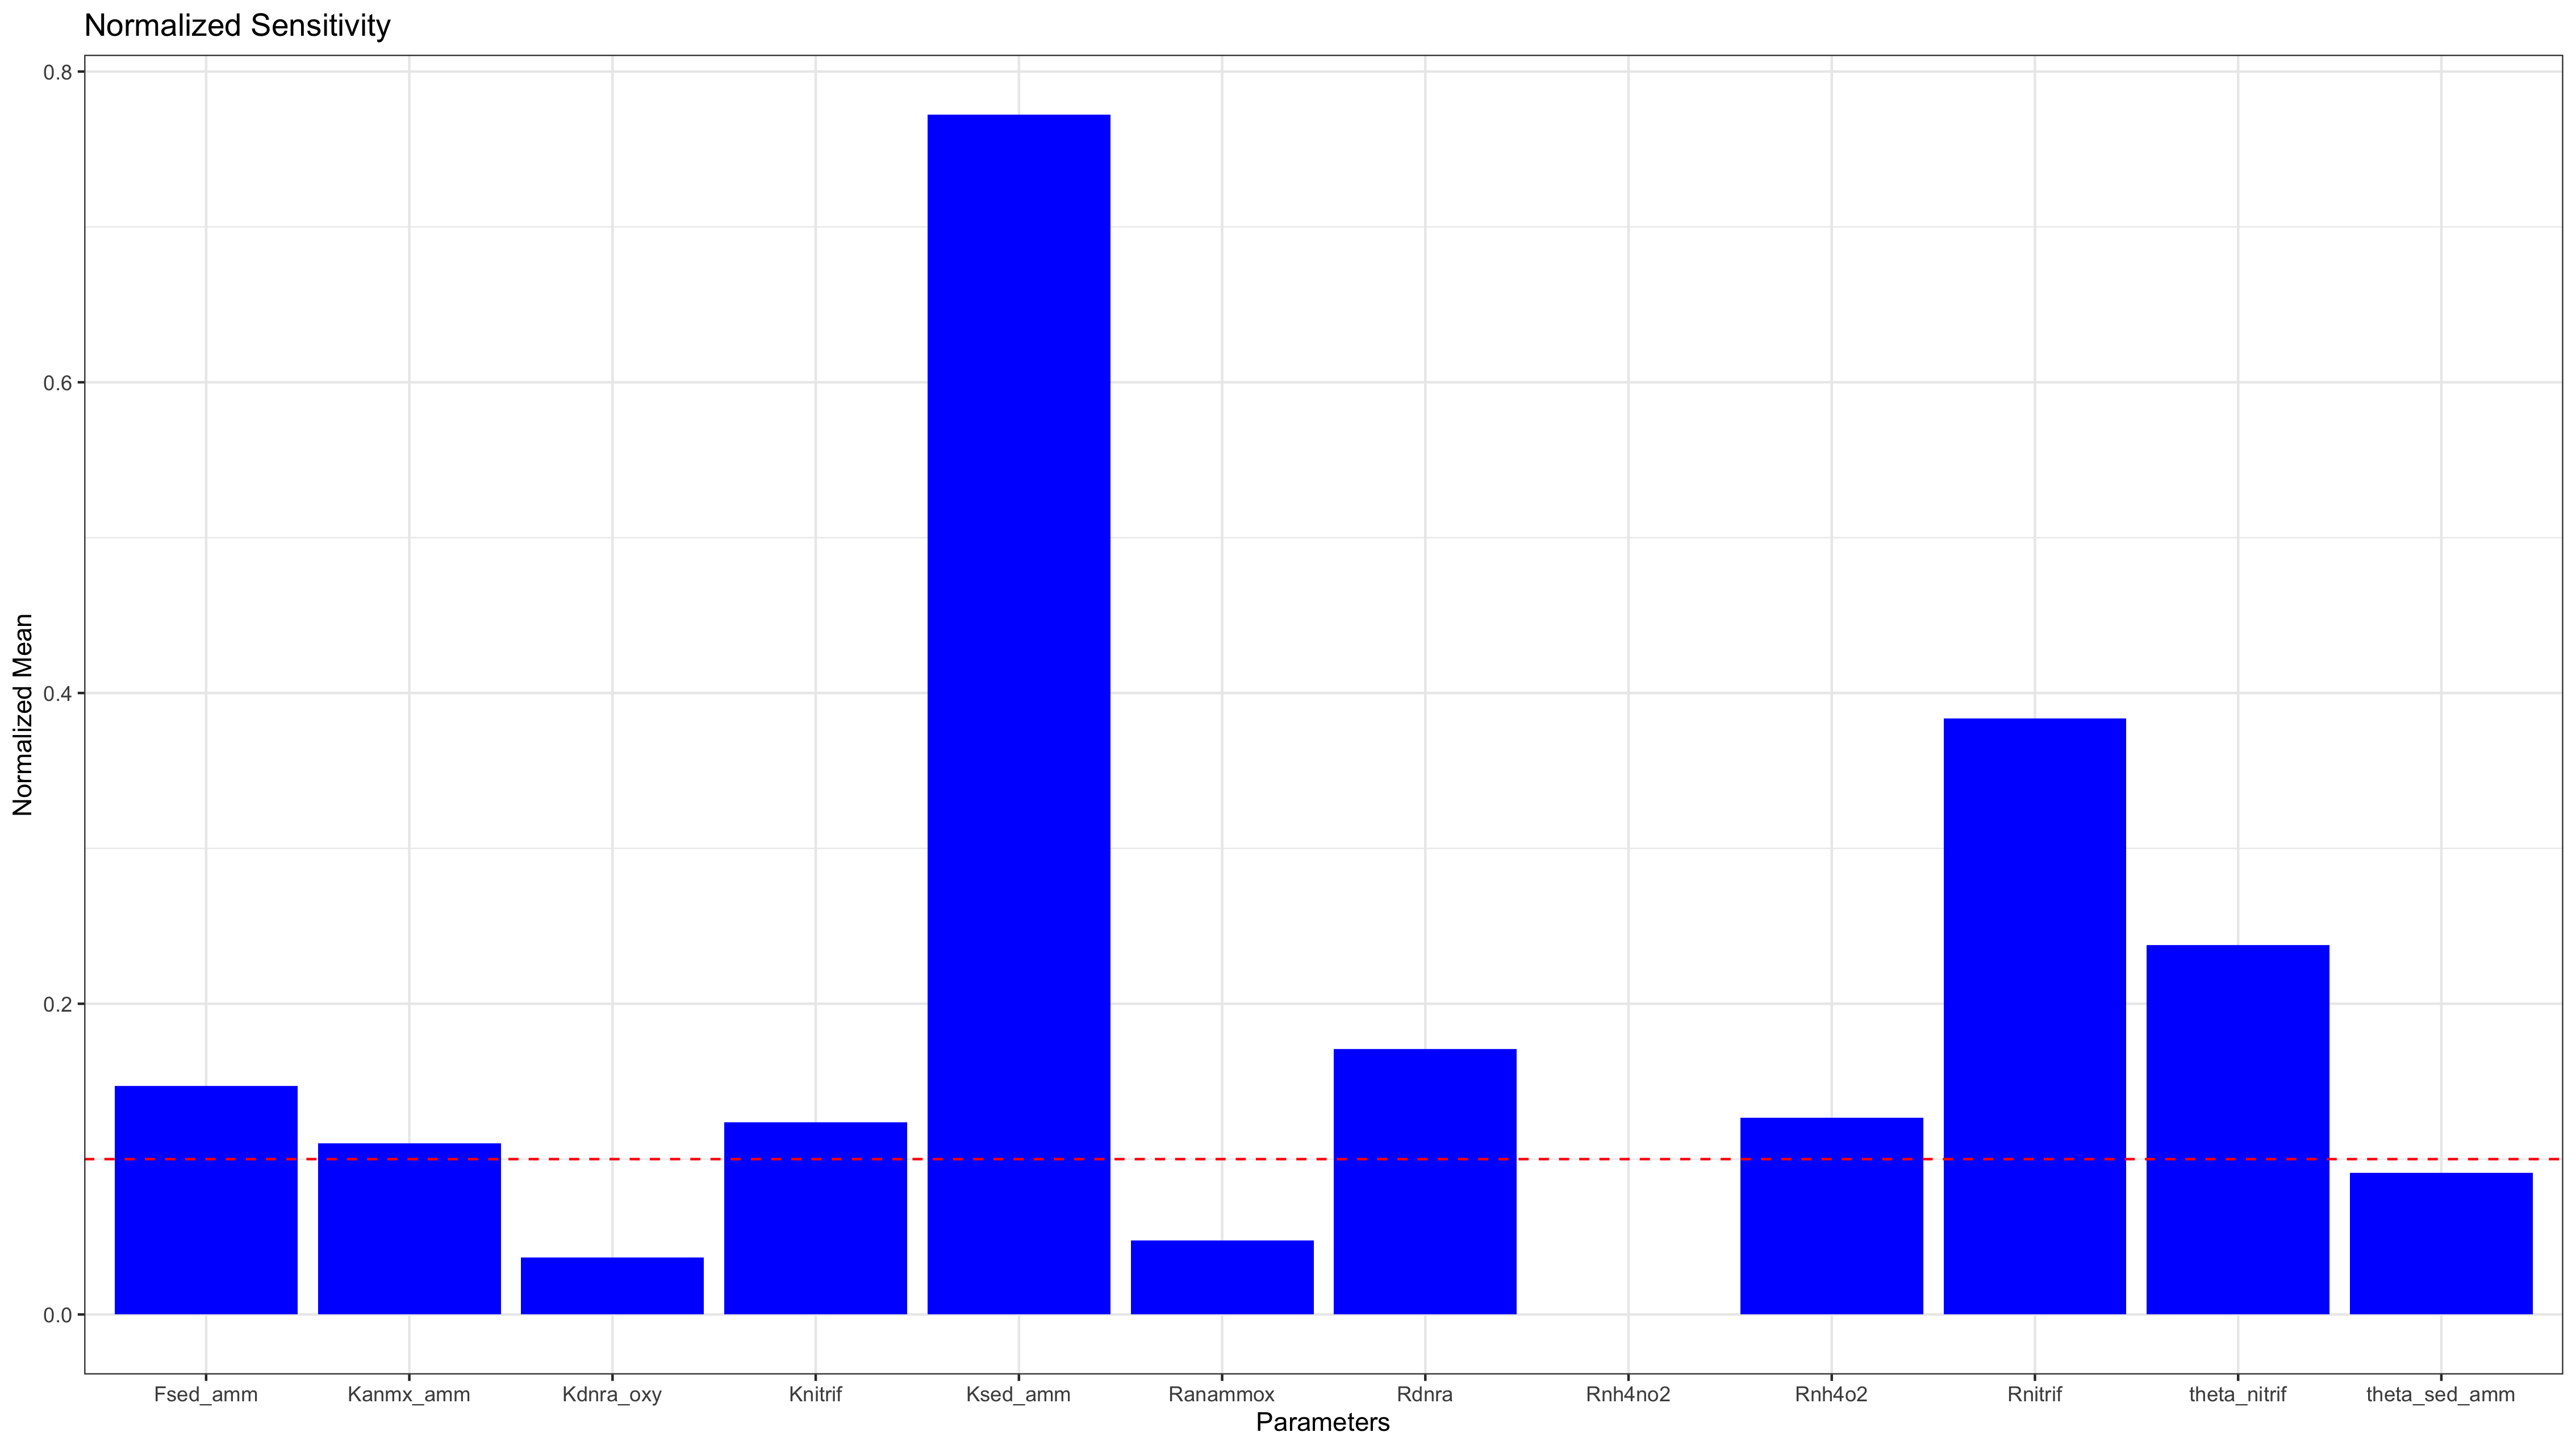 Normalized Sensitivity
0.8
0.6
0.4
0.2
0.0
Normalized Mean
Fsed_amm Kanmx_amm Kdnra_oxy Knitrif Ksed_amm Ranammox Rdnra Rnh4no2 Rnh4o2 Rnitrif theta_nitrif theta_sed_amm
Parameters